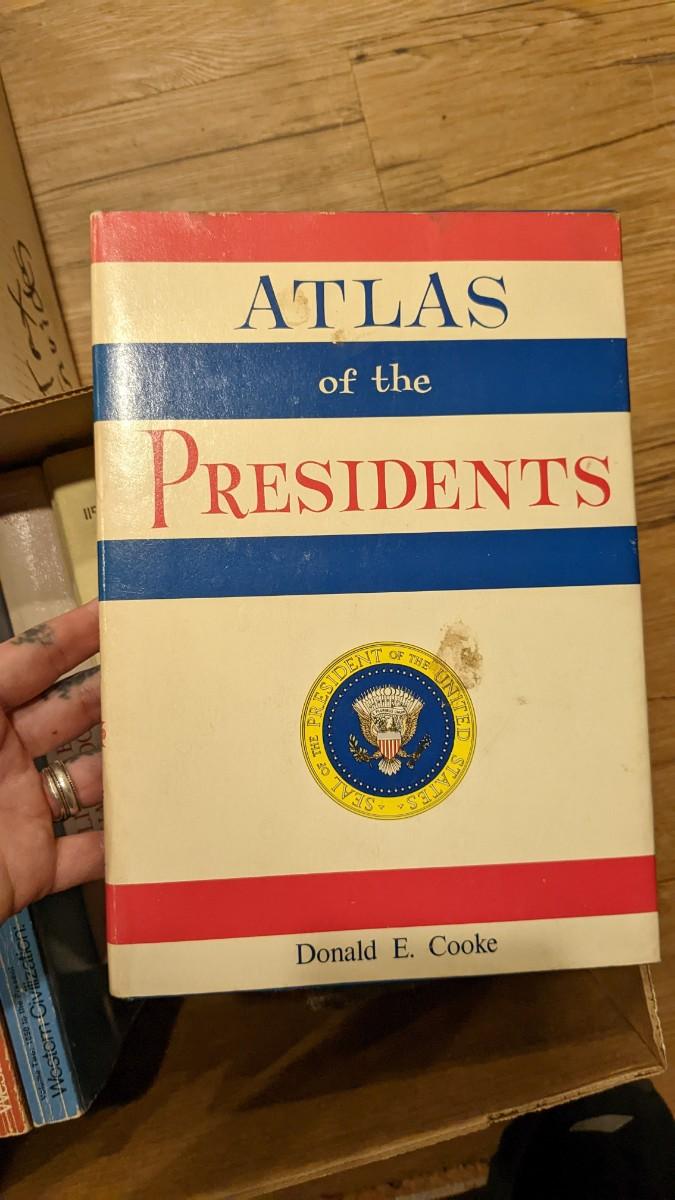 ATLAS
of the
PRESIDENTS
SEAL OF THE PRESIDENT OF THE UNITED STATES
Donald E. Cooke
Western Civilization: